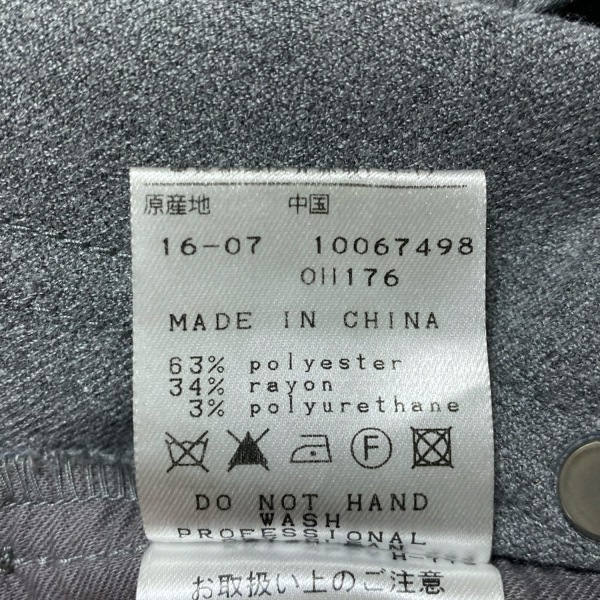 原産地 中国
16-07 10067498
OH176
MADE IN CHINA
63% polyester
34% rayon
3% polyurethane
F
DO NOT HAND
WASH
PROFESSIONAL
お取扱い上のご注意